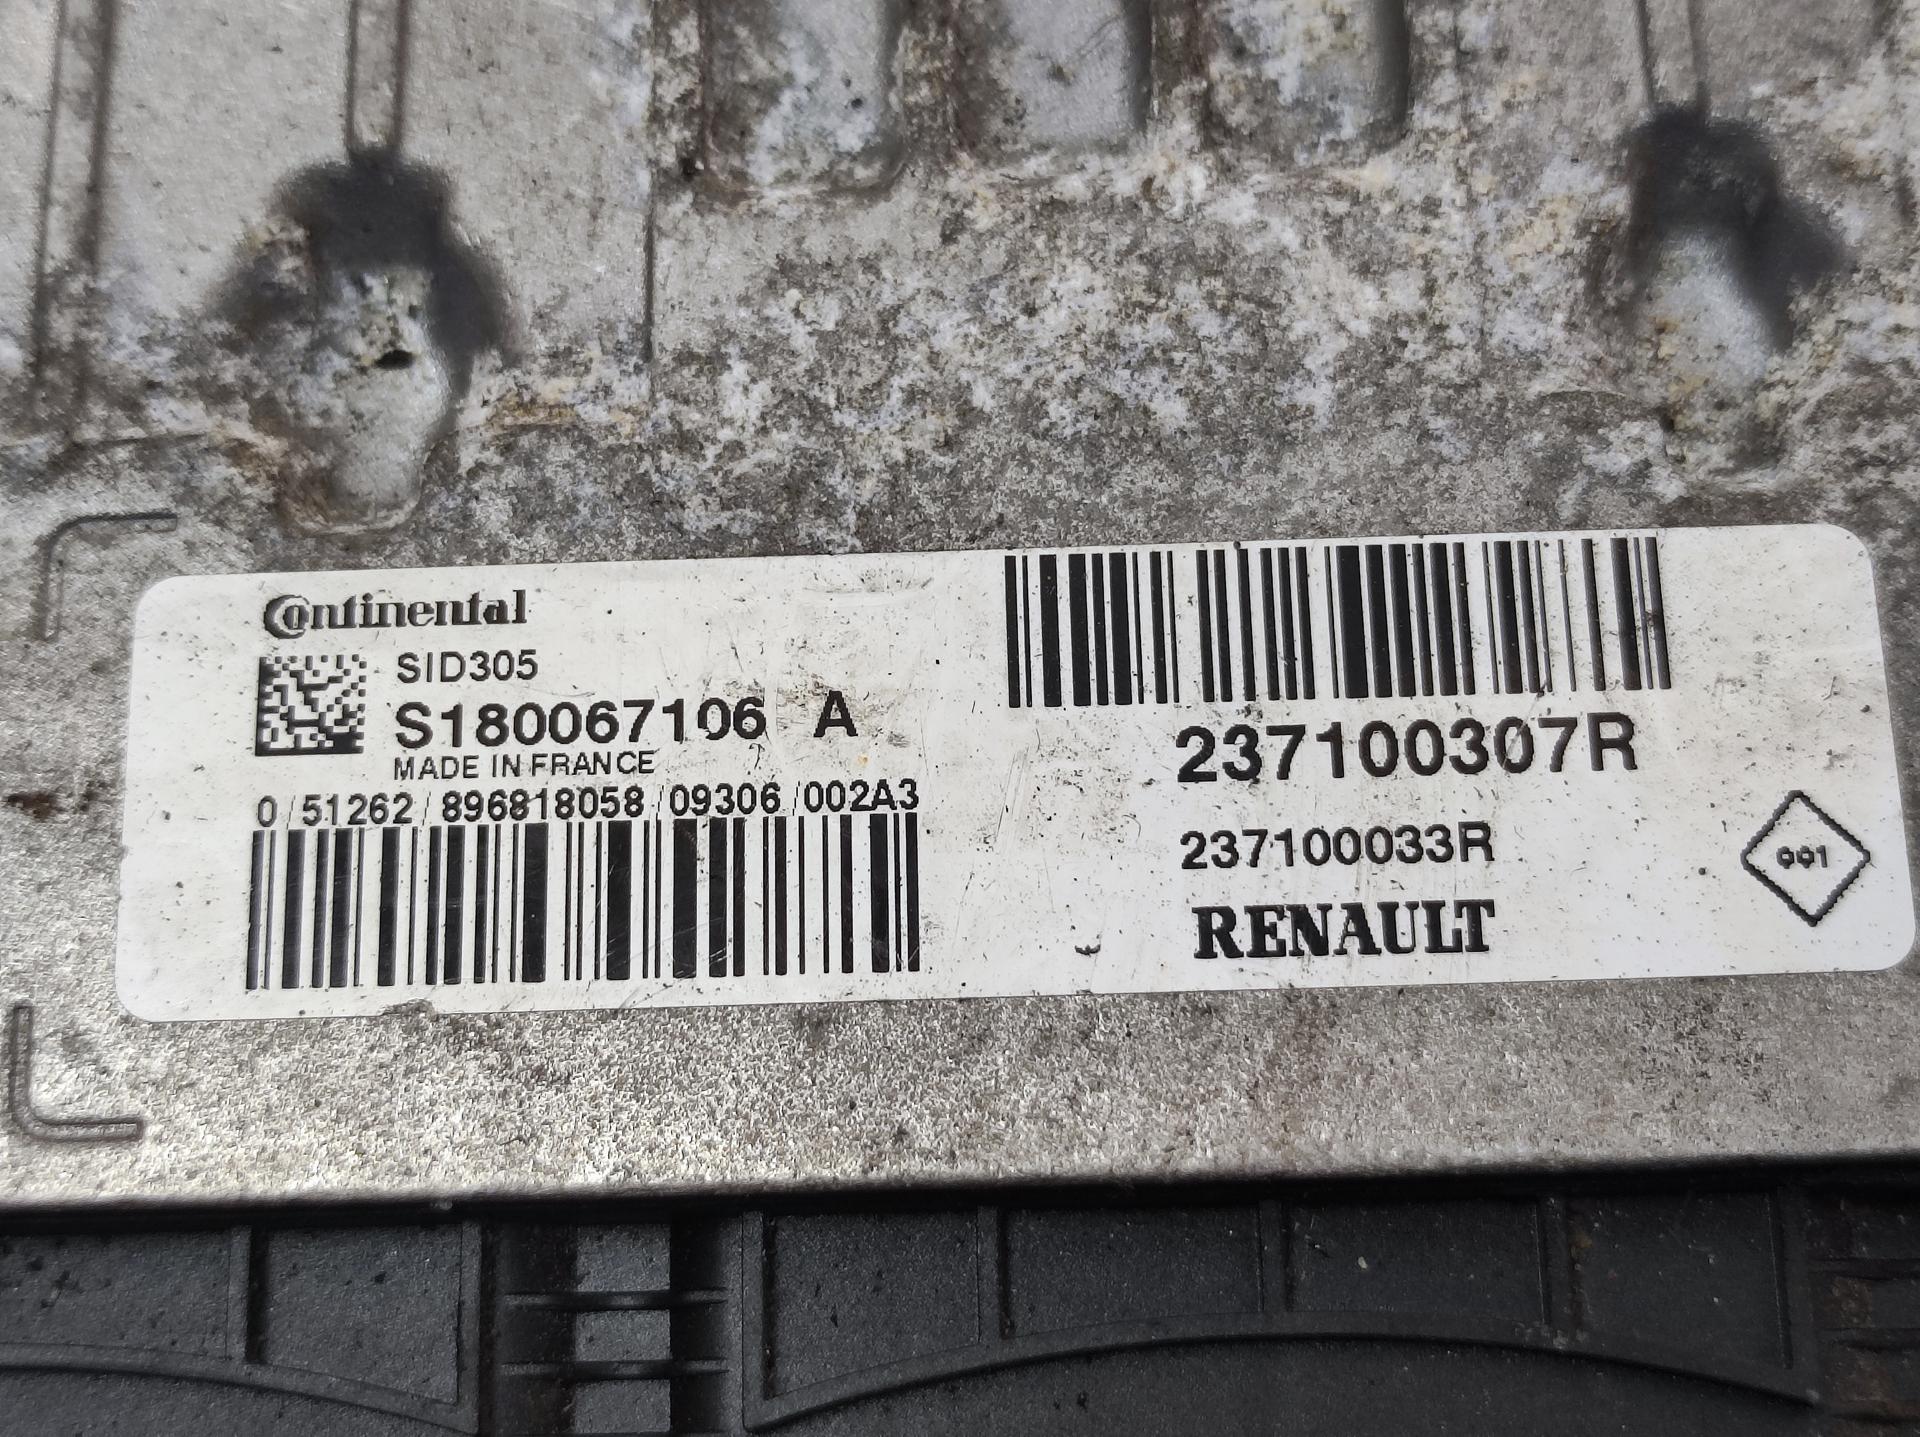 Continental
SID305
S180067106 A
MADE IN FRANCE
0/51262/896818058/09306/002A3
237100307R
237100033R
RENAULT